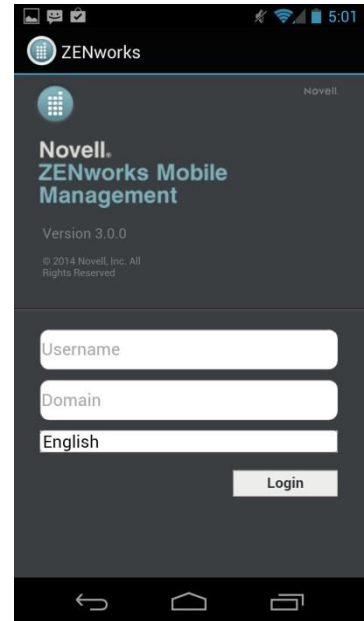 5:01
ZENworks
Novell.
Novell.
ZENworks Mobile
Management
Version 3.0.0
© 2014 Novell, Inc. All
Rights Reserved
Username
Domain
English
Login